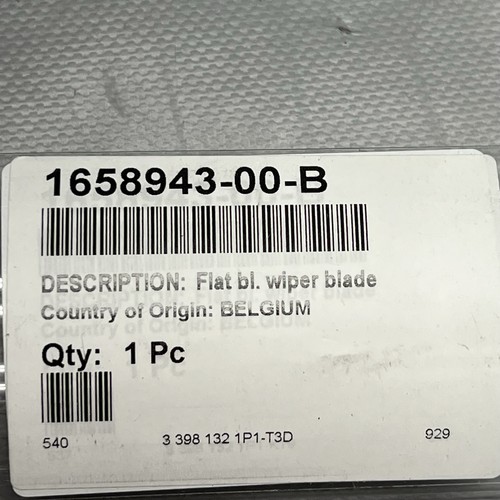 1658943-00-B
DESCRIPTION: Flat bl. wiper blade
Country of Origin: BELGIUM
Qty: 1 Pc
540 3 398 132 1P1-T3D 929